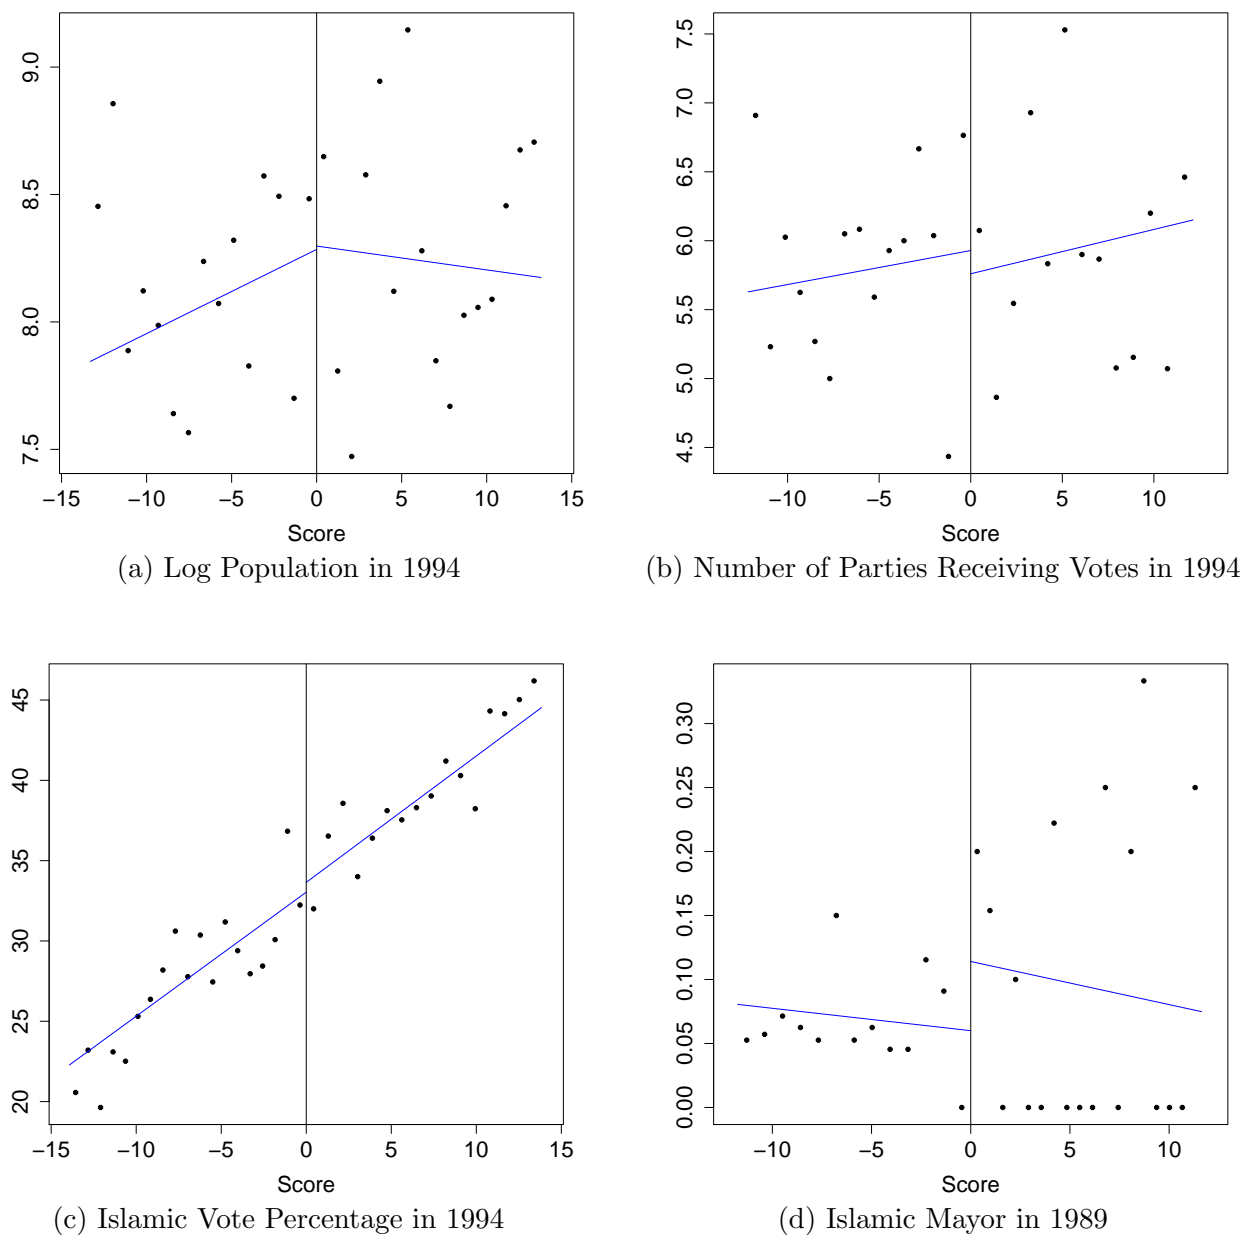 9.0
8.5
8.0
7.5
−15 −10 −5 0 5 10 15
Score
(a) Log Population in 1994
7.5
7.0
6.5
6.0
5.5
5.0
4.5
−10 −5 0 5 10
Score
(b) Number of Parties Receiving Votes in 1994
45
40
35
30
25
20
−15 −10 −5 0 5 10 15
Score
(c) Islamic Vote Percentage in 1994
0.30
0.25
0.20
0.15
0.10
0.05
0.00
−10 −5 0 5 10
Score
(d) Islamic Mayor in 1989